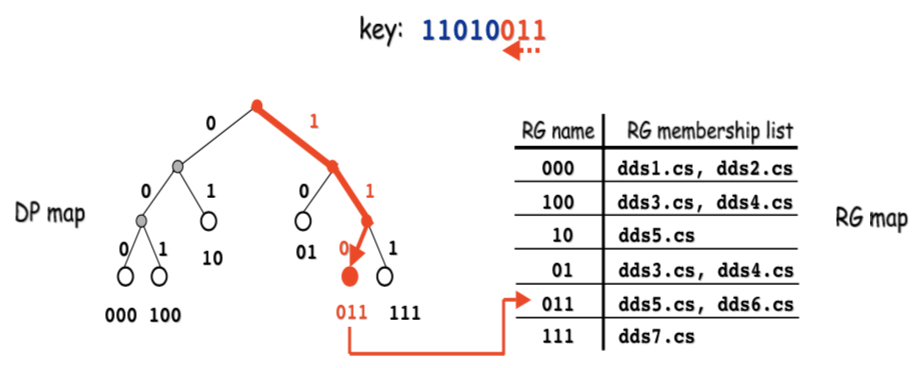 key: 11010011
0 1
RG name RG membership list
000 dds1.cs, dds2.cs
0 1 0 1
100 dds3.cs, dds4.cs
DP map
RG map
10 dds5.cs
0 1 10 01 0 1
01 dds3.cs, dds4.cs
011 dds5.cs, dds6.cs
000 100 011 111
111 dds7.cs